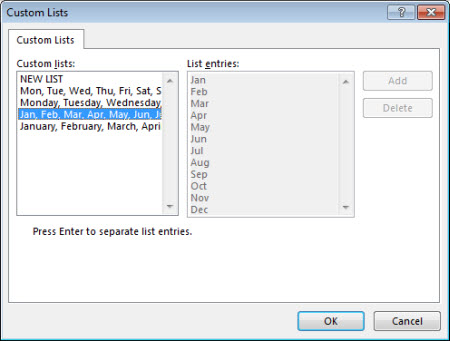 Custom Lists
Custom Lists
Custom lists:
NEW LIST
Mon, Tue, Wed, Thu, Fri, Sat, S
Monday, Tuesday, Wednesday,
Jan, Feb, Mar, Apr, May, Jun, Ju
January, February, March, Apri
List entries:
Jan
Feb
Mar
Apr
May
Jun
Jul
Aug
Sep
Oct
Nov
Dec
Add
Delete
Press Enter to separate list entries.
OK
Cancel